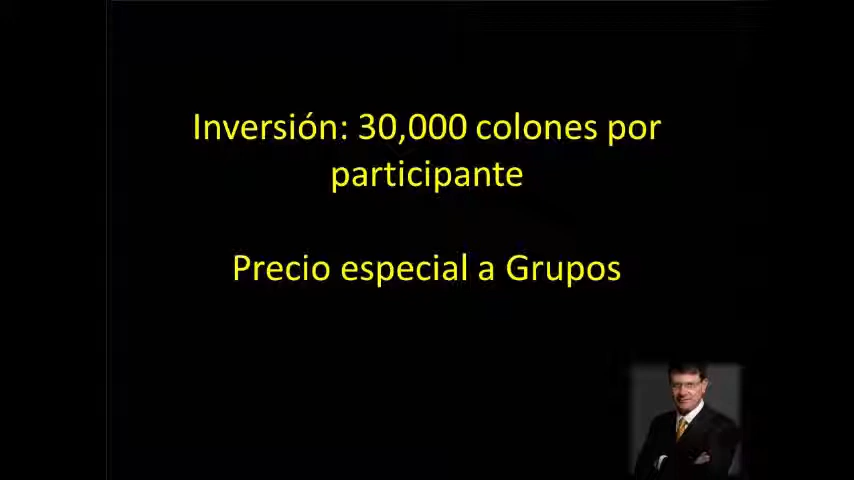 Inversión: 30,000 colones por
participante
Precio especial a Grupos